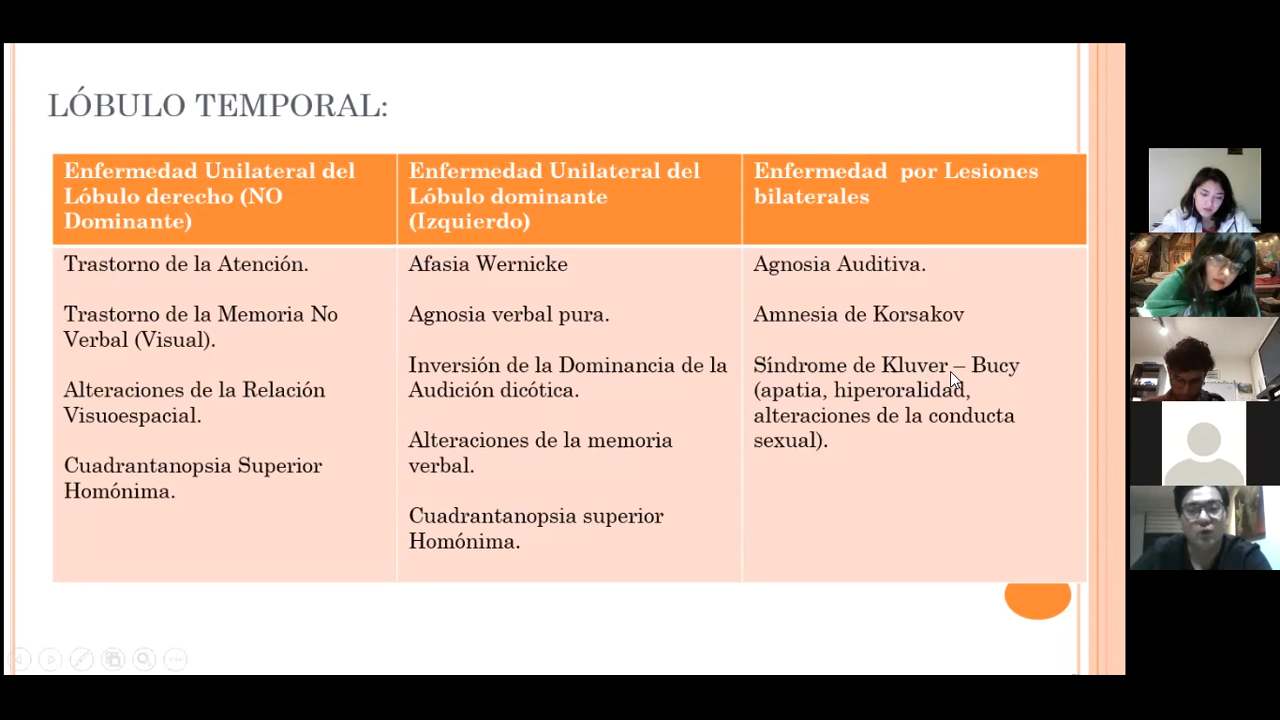 LÓBULO TEMPORAL:
Enfermedad Unilateral del
Lóbulo derecho (NO
Dominante)
Enfermedad Unilateral del
Lóbulo dominante
(Izquierdo)
Enfermedad  por Lesiones
bilaterales
Trastorno de la Atención.
Trastorno de la Memoria No
Verbal (Visual).
Alteraciones de la Relación
Visuoespacial.
Cuadrantanopsia Superior
Homónima.
Afasia Wernicke
Agnosia verbal pura.
Inversión de la Dominancia de la
Audición dicótica.
Alteraciones de la memoria
verbal.
Cuadrantanopsia superior
Homónima.
Agnosia Auditiva.
Amnesia de Korsakov
Síndrome de Kluver – Bucy
(apatia, hiperoralidad,
alteraciones de la conducta
sexual).